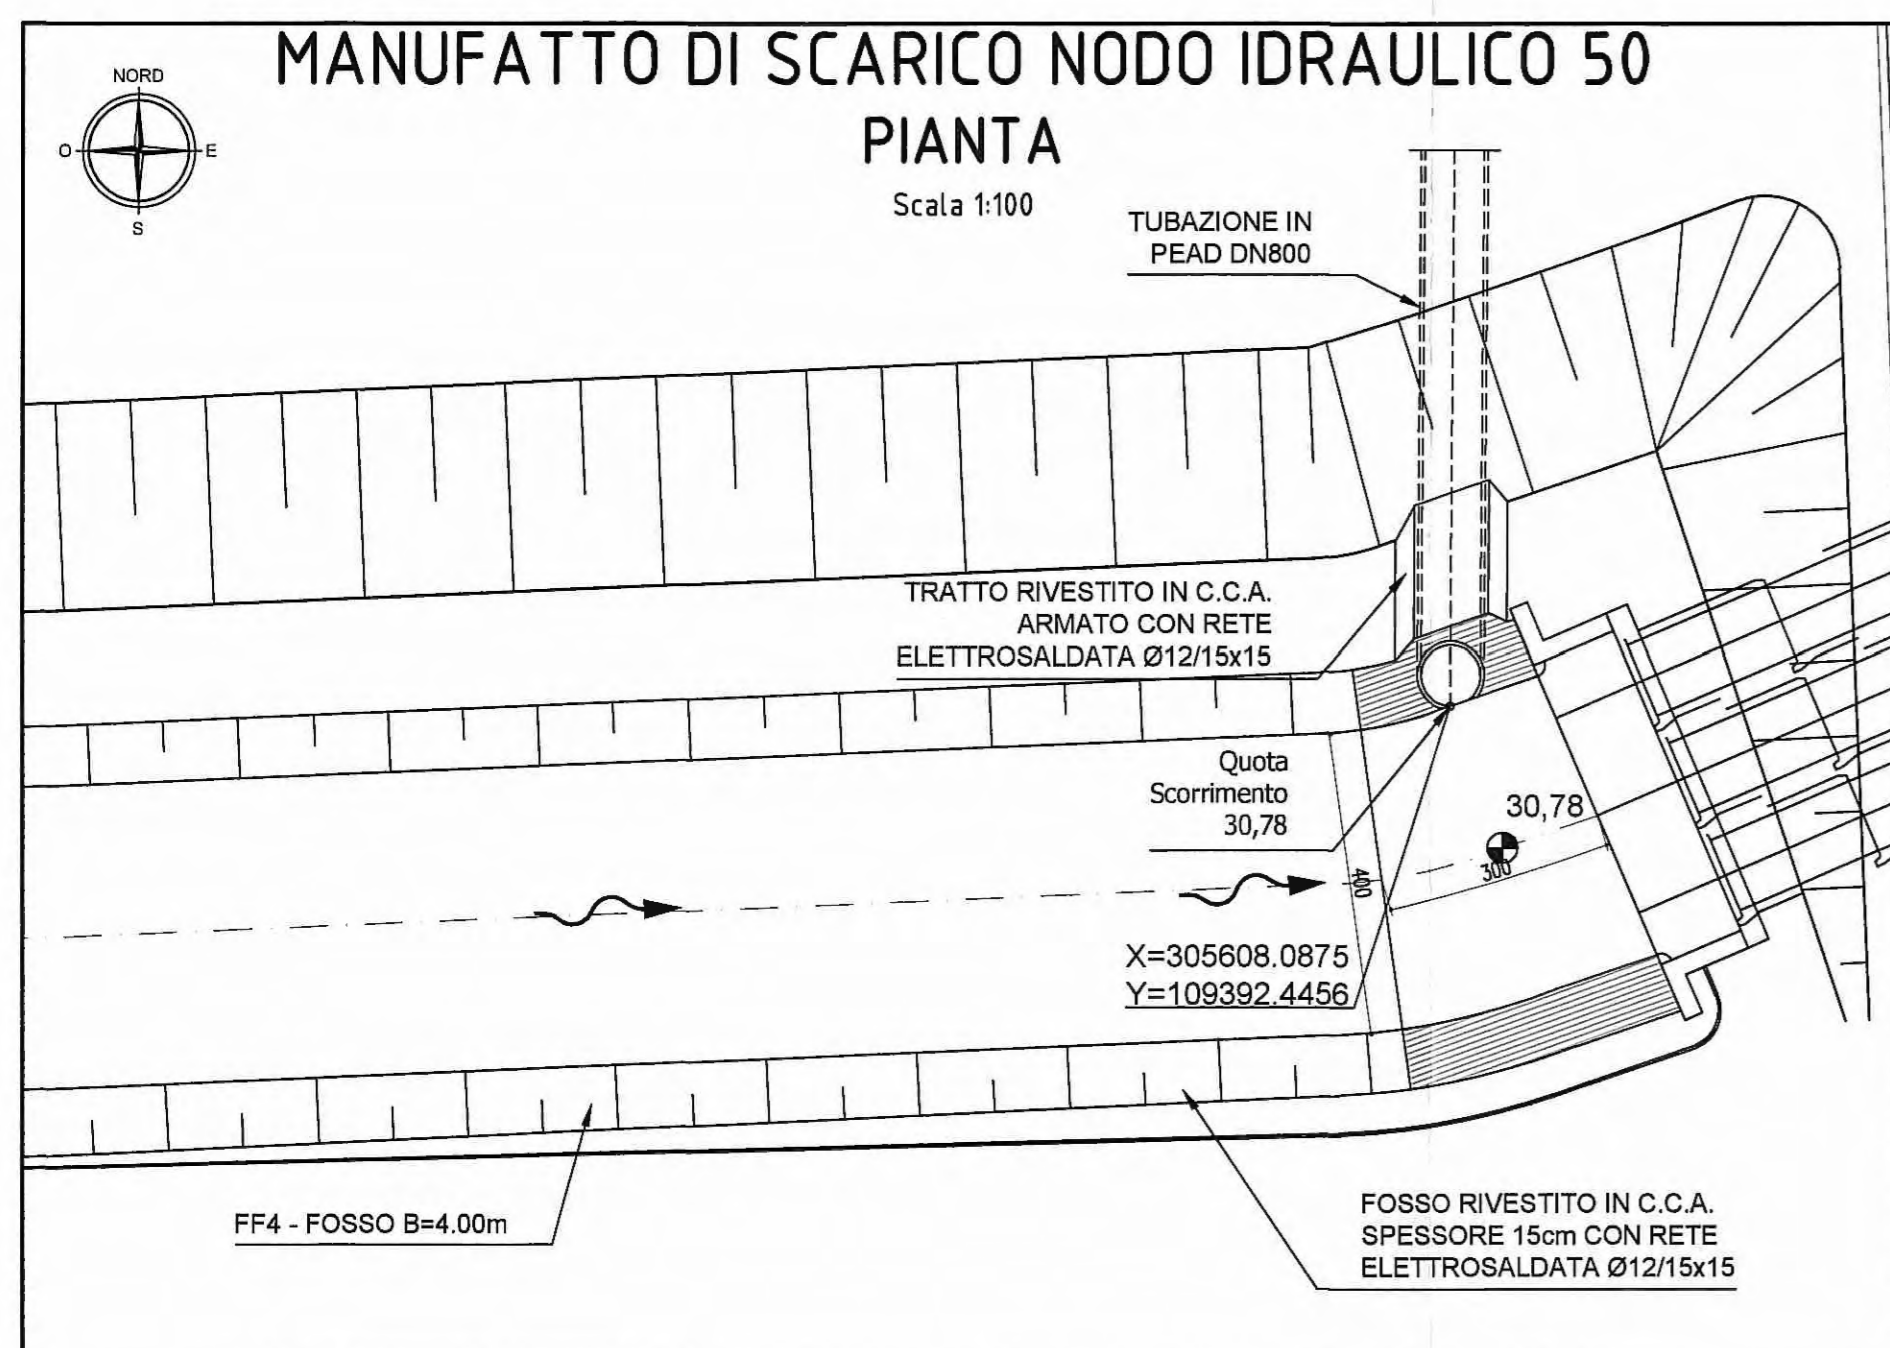 MANUFATTO DI SCARICO NODO IDRAULICO 50
PIANTA
Scala 1:100
NORD
O
E
S
TUBAZIONE IN
PEAD DN800
TRATTO RIVESTITO IN C.C.A.
ARMATO CON RETE
ELETTROSALDATA Ø12/15x15
Quota
Scorrimento
30,78
30,78
300
400
X=305608.0875
Y=109392.4456
FF4 - FOSSO B=4.00m
FOSSO RIVESTITO IN C.C.A.
SPESSORE 15cm CON RETE
ELETTROSALDATA Ø12/15x15